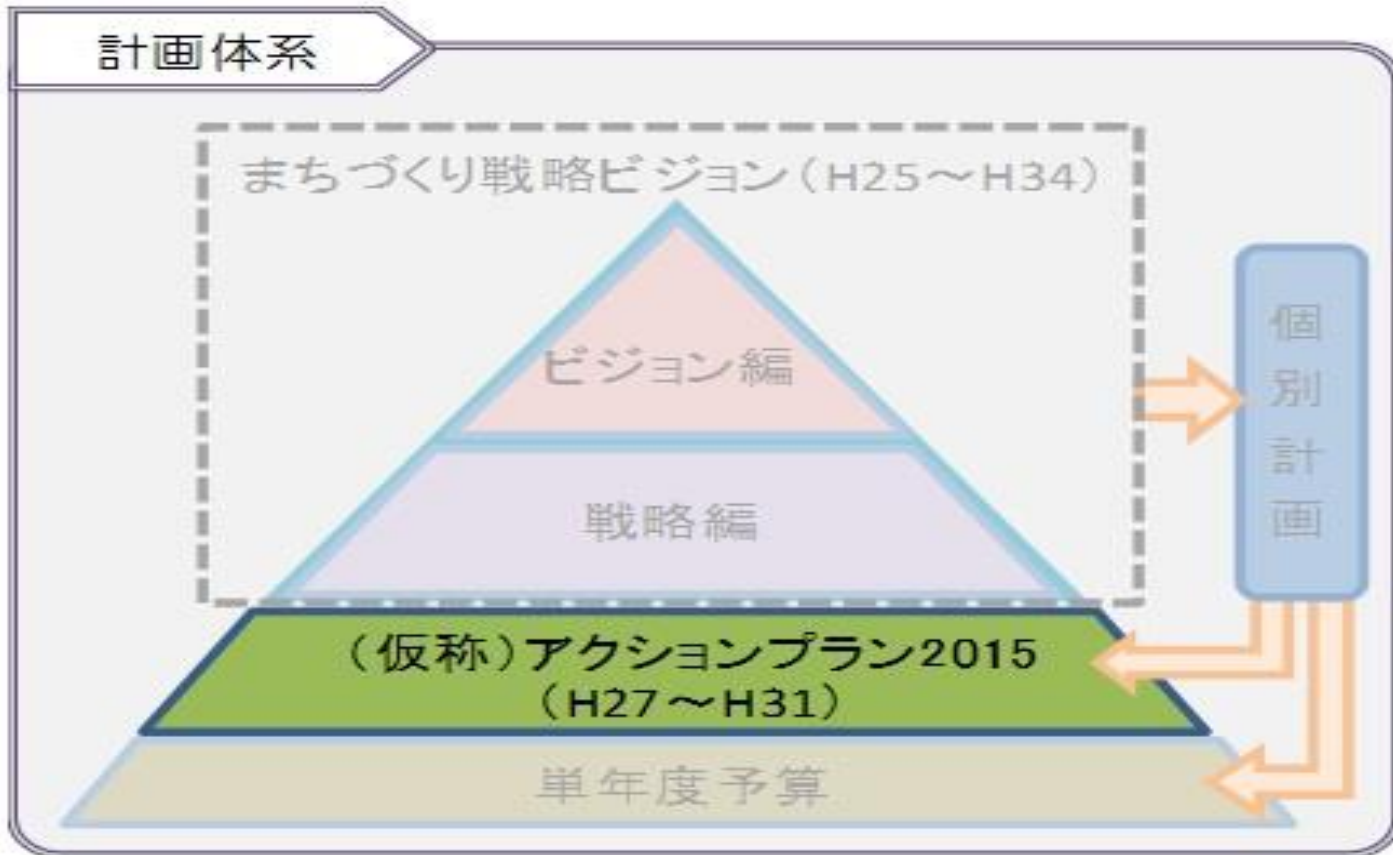 計画体系
まちづくり戦略ビジョン（H25～H34）
ビジョン編
戦略編
（仮称）アクションプラン2015
（H27～H31）
単年度予算
個別計画